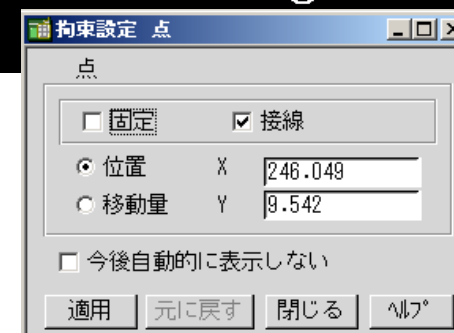 拘束設定 点
点
固定 接線
位置 X 246.049
移動量 Y 9.542
今後自動的に表示しない
適用 元に戻す 閉じる ﾍﾙﾌﾟ